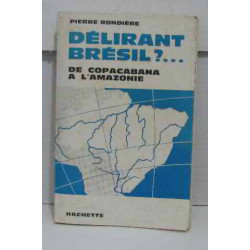 PIERRE RONDIÈRE
DÉLIRANT
BRÉSIL?...
DE COPACABANA
A L'AMAZONIE
HACHETTE